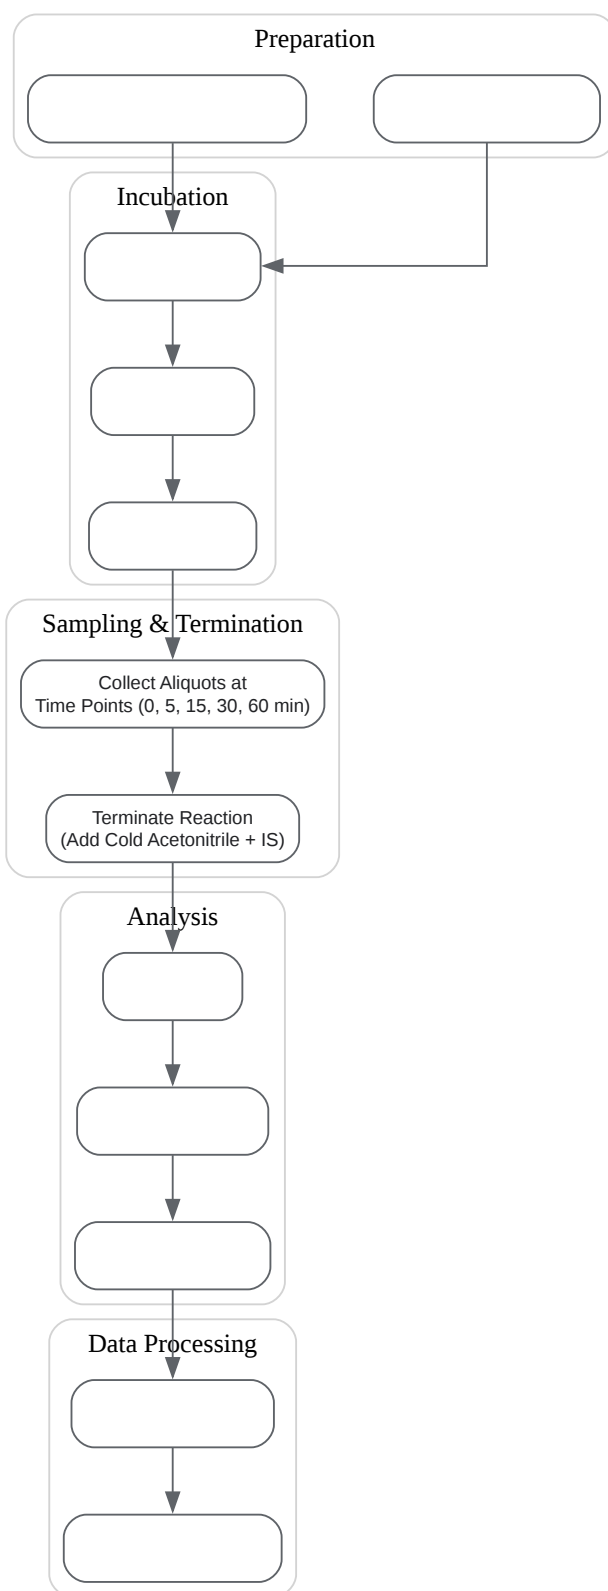 Preparation
Incubation
Sampling & Termination
Collect Aliquots at
Time Points (0, 5, 15, 30, 60 min)
Terminate Reaction
(Add Cold Acetonitrile + IS)
Analysis
Data Processing